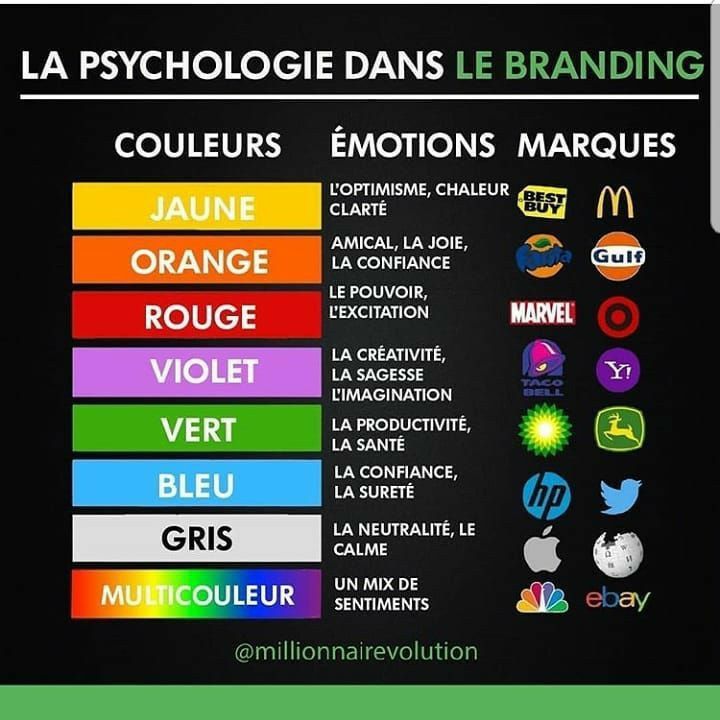 LA PSYCHOLOGIE DANS LE BRANDING
COULEURS ÉMOTIONS MARQUES
JAUNE
L'OPTIMISME, CHALEUR
CLARTÉ
BEST
BUY
ORANGE
AMICAL, LA JOIE,
LA CONFIANCE
Fanta
Gulf
ROUGE
LE POUVOIR,
L'EXCITATION
MARVEL
VIOLET
LA CRÉATIVITÉ,
LA SAGESSE
L'IMAGINATION
TACO
BELL
Y!
VERT
LA PRODUCTIVITÉ,
LA SANTÉ
BLEU
LA CONFIANCE,
LA SURETÉ
hp
GRIS
LA NEUTRALITÉ, LE
CALME
MULTICOULEUR
UN MIX DE
SENTIMENTS
ebay
@millionnairevolution